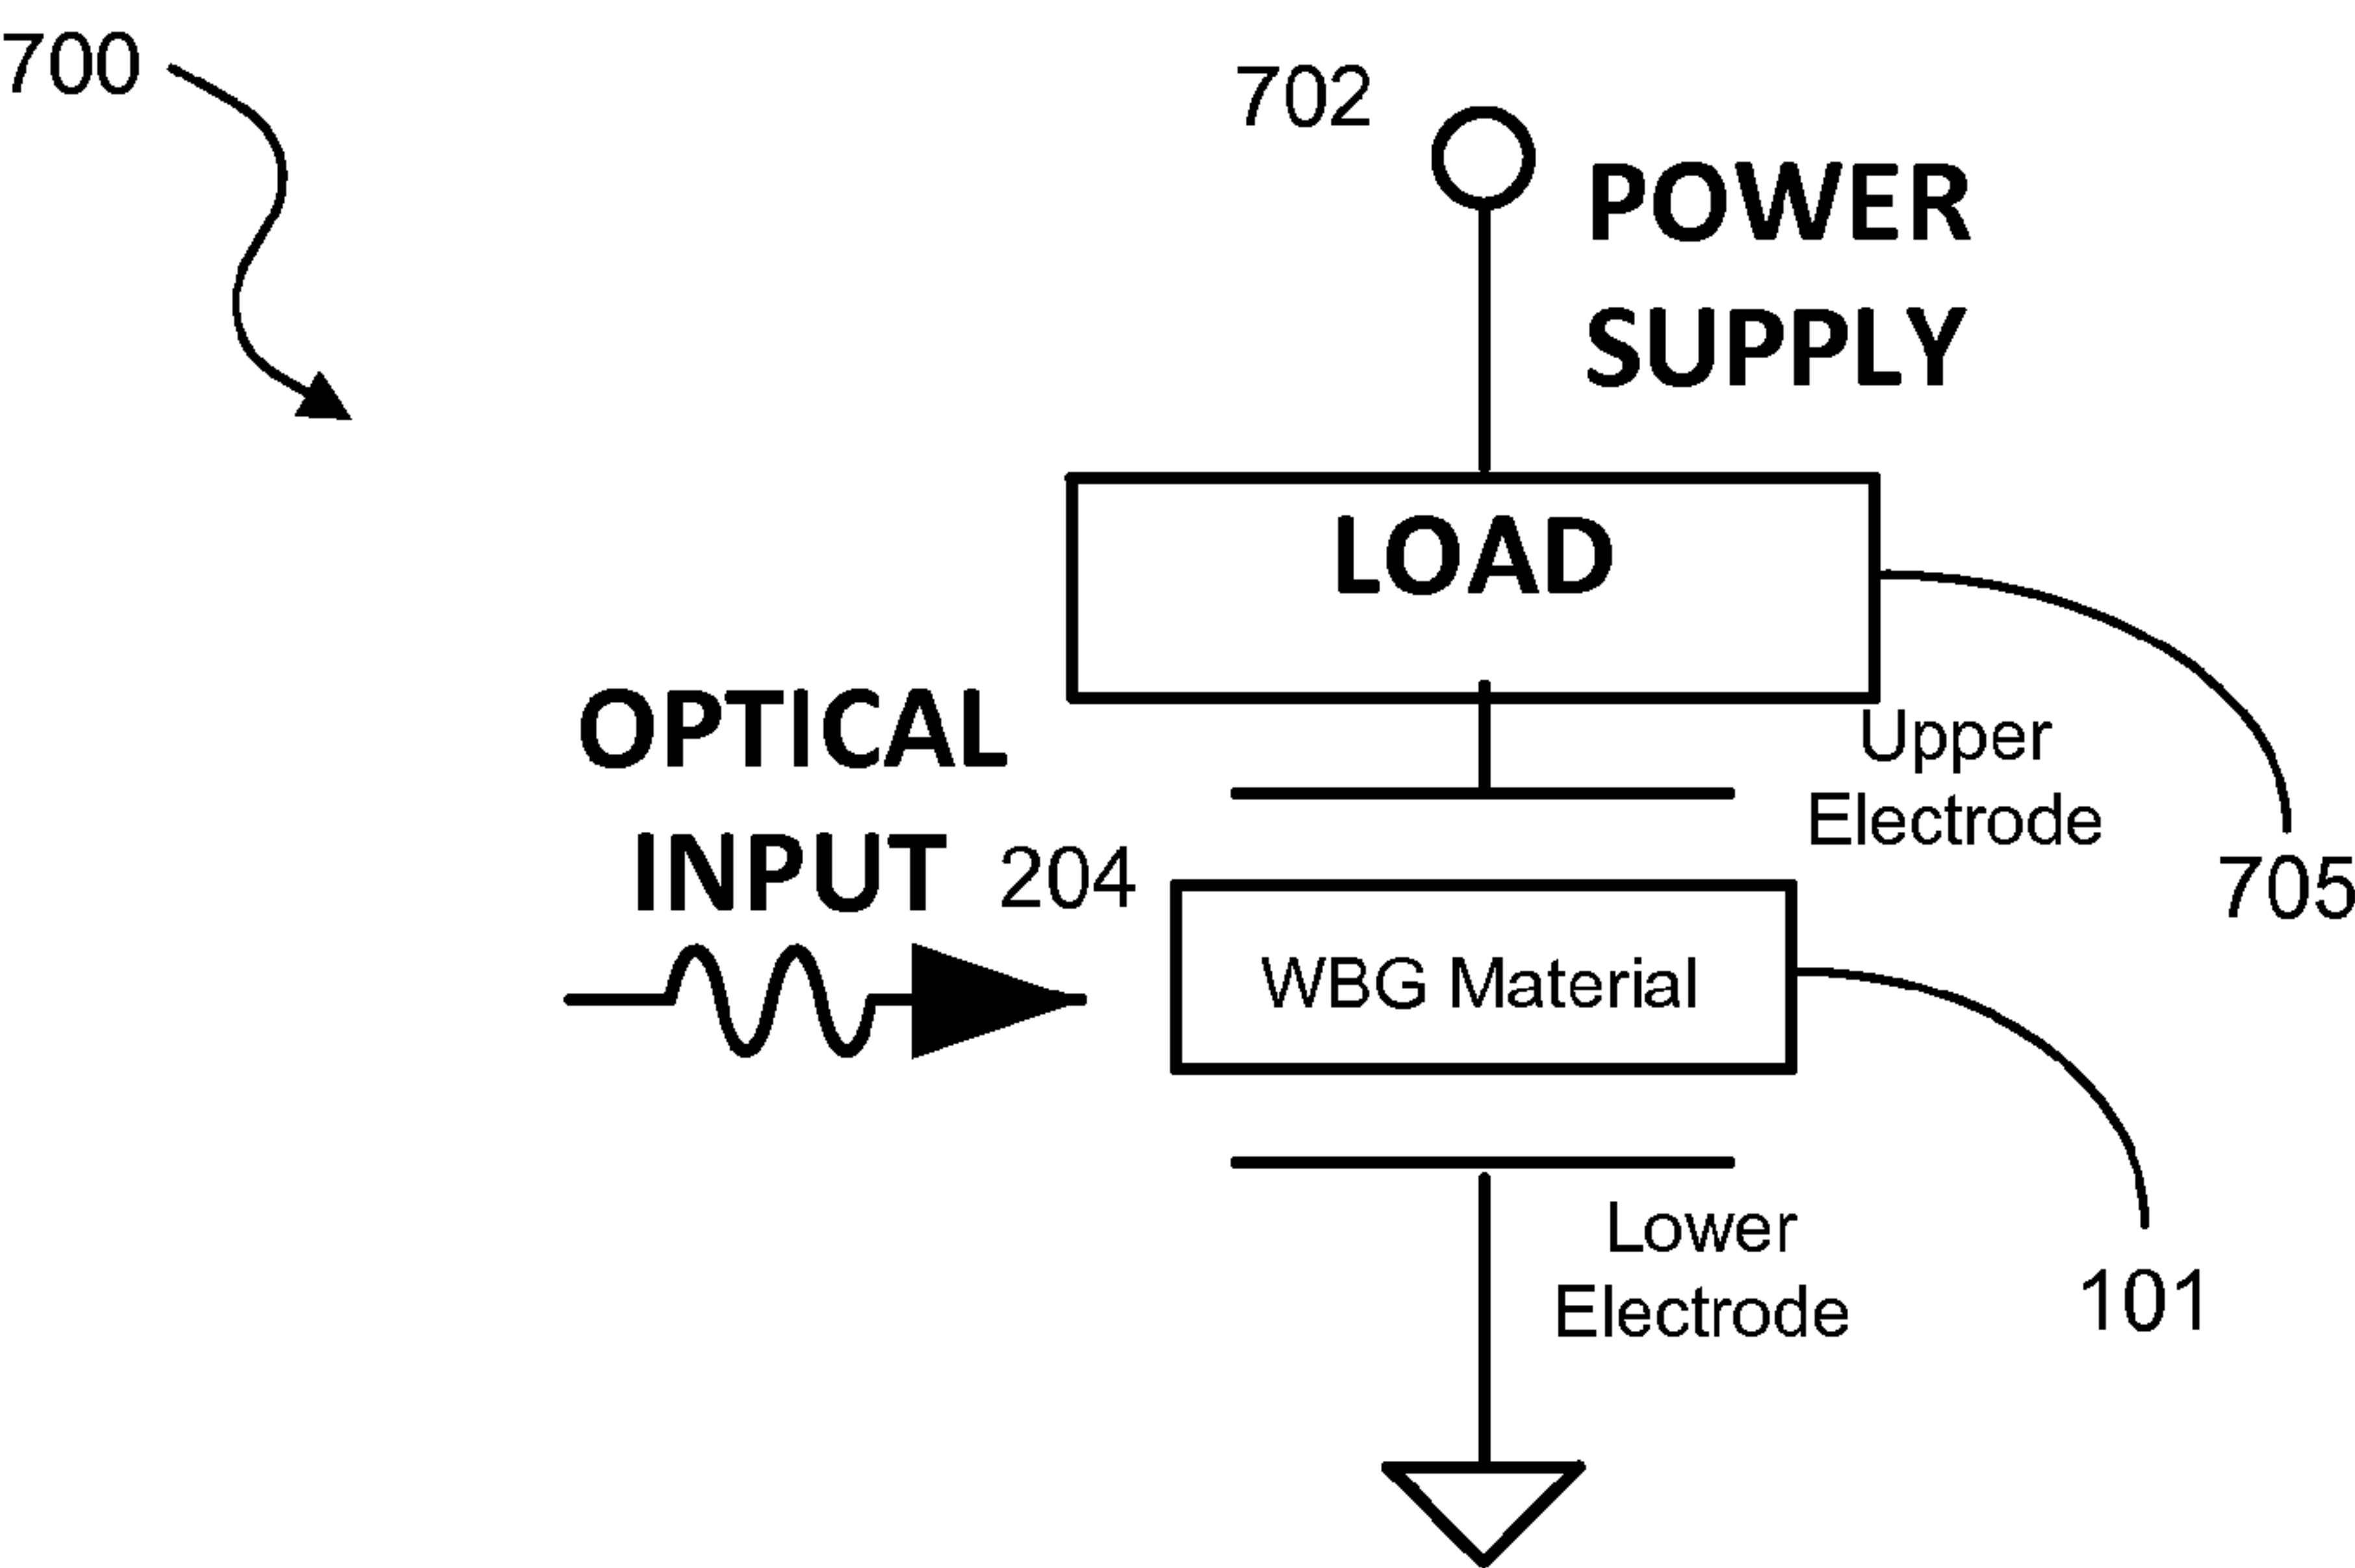 700
702
POWER
SUPPLY
LOAD
OPTICAL
INPUT 204
Upper
Electrode
705
WBG Material
Lower
Electrode
101